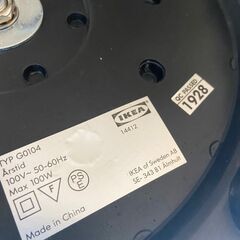 TYP G0104
Årstid
100V~ 50-60Hz
Max 100W
F
PS
E
Made in China
IKEA
14412
IKEA of Sweden AB
SE- 343 81 Älmhult
QC PASSED
1928